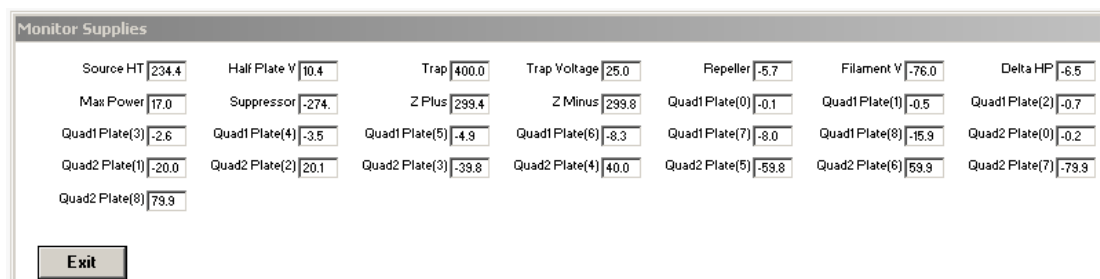 Monitor Supplies
Source HT 234.4 Half Plate V 10.4 Trap 400.0 Trap Voltage 25.0 Repeller -5.7 Filament V -76.0 Delta HP -6.5
Max Power 17.0 Suppressor -274. Z Plus 299.4 Z Minus 299.8 Quad1 Plate(0) -0.1 Quad1 Plate(1) -0.5 Quad1 Plate(2) -0.7
Quad1 Plate(3) -2.6 Quad1 Plate(4) -3.5 Quad1 Plate(5) -4.9 Quad1 Plate(6) -8.3 Quad1 Plate(7) -8.0 Quad1 Plate(8) -15.9 Quad2 Plate(0) -0.2
Quad2 Plate(1) -20.0 Quad2 Plate(2) 20.1 Quad2 Plate(3) -39.8 Quad2 Plate(4) 40.0 Quad2 Plate(5) -59.8 Quad2 Plate(6) 59.9 Quad2 Plate(7) -79.9
Quad2 Plate(8) 79.9
Exit